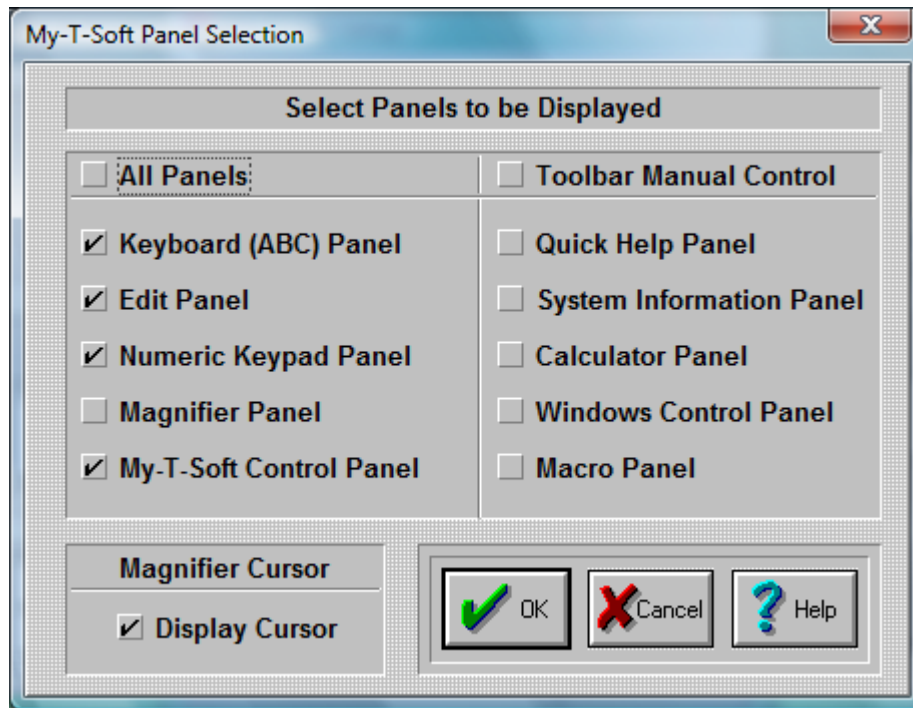 My-T-Soft Panel Selection
Select Panels to be Displayed
All Panels
Toolbar Manual Control
Keyboard (ABC) Panel
Quick Help Panel
Edit Panel
System Information Panel
Numeric Keypad Panel
Calculator Panel
Magnifier Panel
Windows Control Panel
My-T-Soft Control Panel
Macro Panel
Magnifier Cursor
Display Cursor
OK
Cancel
Help